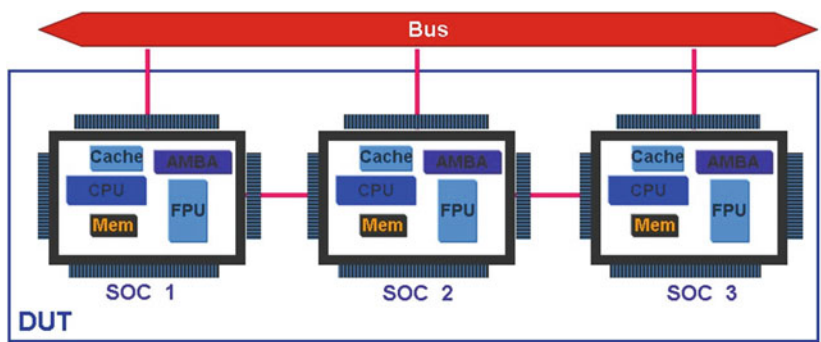 Bus
Cache
AMBA
CPU
FPU
Mem
SOC 1
Cache
AMBA
CPU
FPU
Mem
SOC 2
Cache
AMBA
CPU
FPU
Mem
SOC 3
DUT